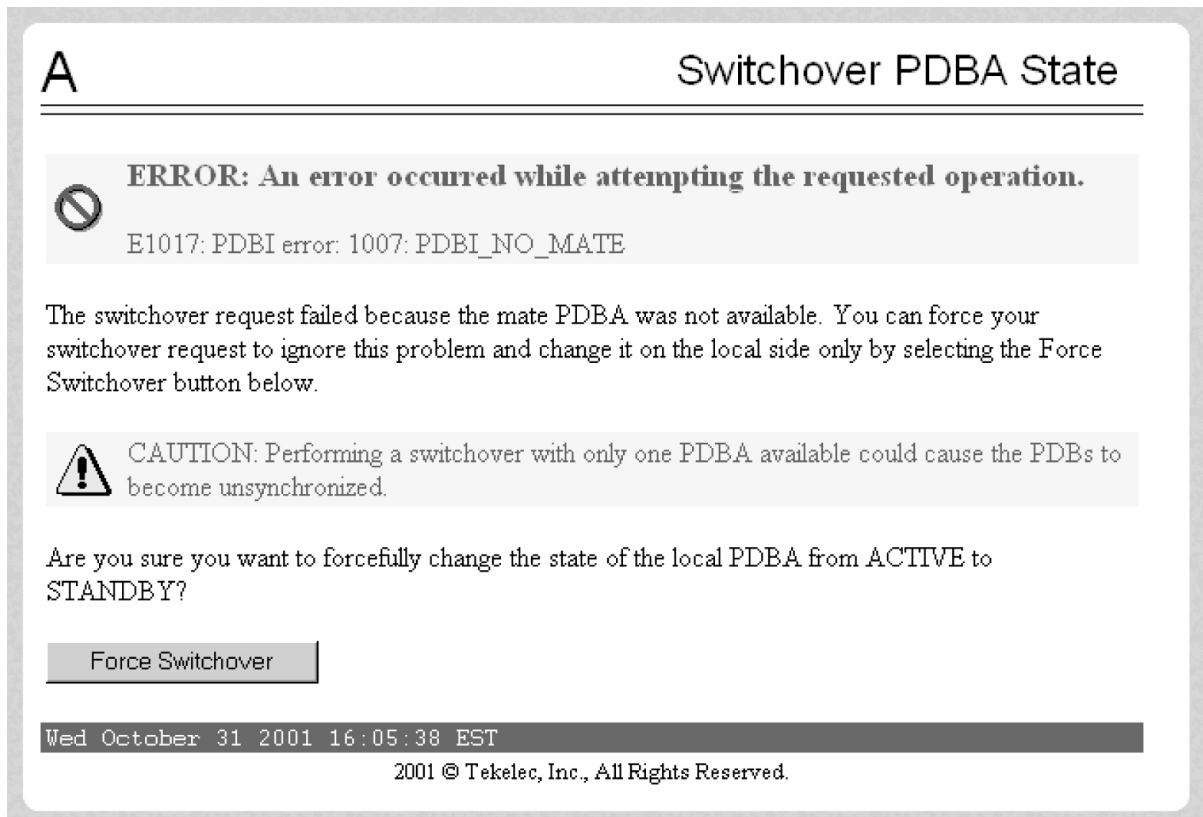 A
Switchover PDBA State
ERROR: An error occurred while attempting the requested operation.
E1017: PDBI error: 1007: PDBI_NO_MATE
The switchover request failed because the mate PDBA was not available. You can force your
switchover request to ignore this problem and change it on the local side only by selecting the Force
Switchover button below.
CAUTION: Performing a switchover with only one PDBA available could cause the PDBs to
become unsynchronized.
Are you sure you want to forcefully change the state of the local PDBA from ACTIVE to
STANDBY?
Force Switchover
Wed October 31 2001 16:05:38 EST
2001 © Tekelec, Inc., All Rights Reserved.